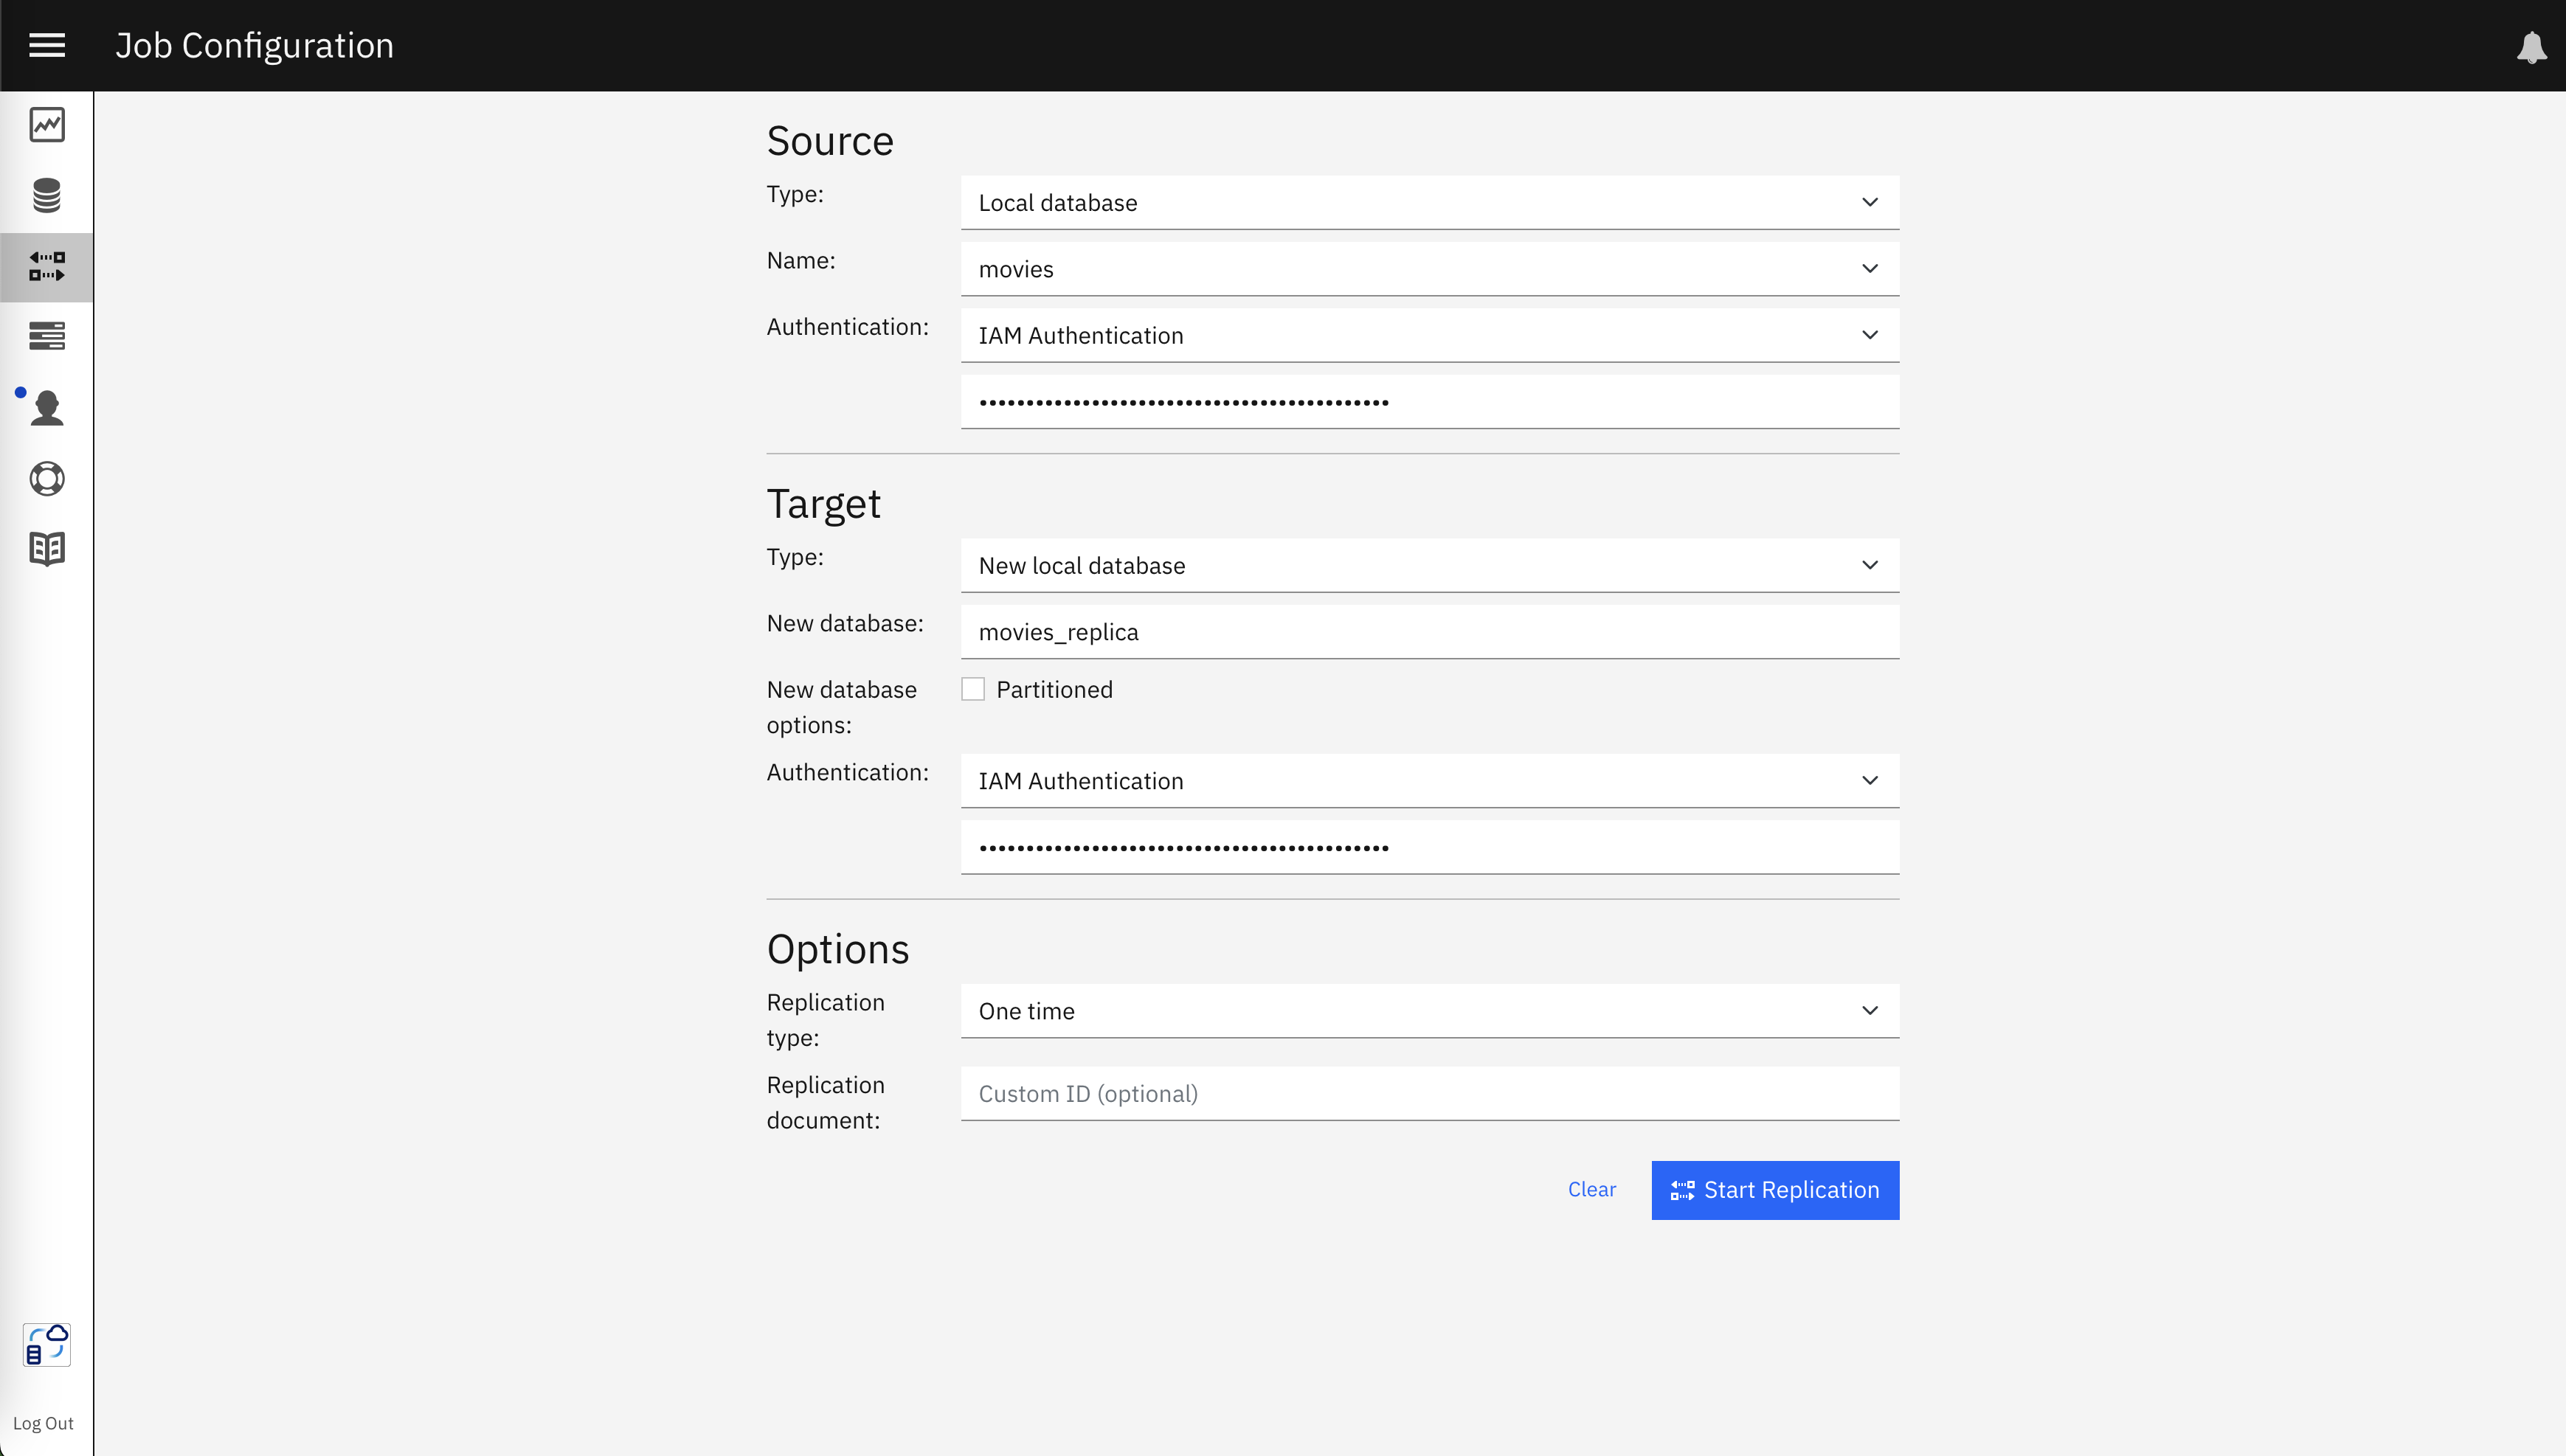 Job Configuration
Source
Type:
Local database
Name:
movies
Authentication:
IAM Authentication
Target
Type:
New local database
New database:
movies_replica
New database
options:
Partitioned
Authentication:
IAM Authentication
Options
Replication
type:
One time
Replication
document:
Custom ID (optional)
Clear
Start Replication
Log Out